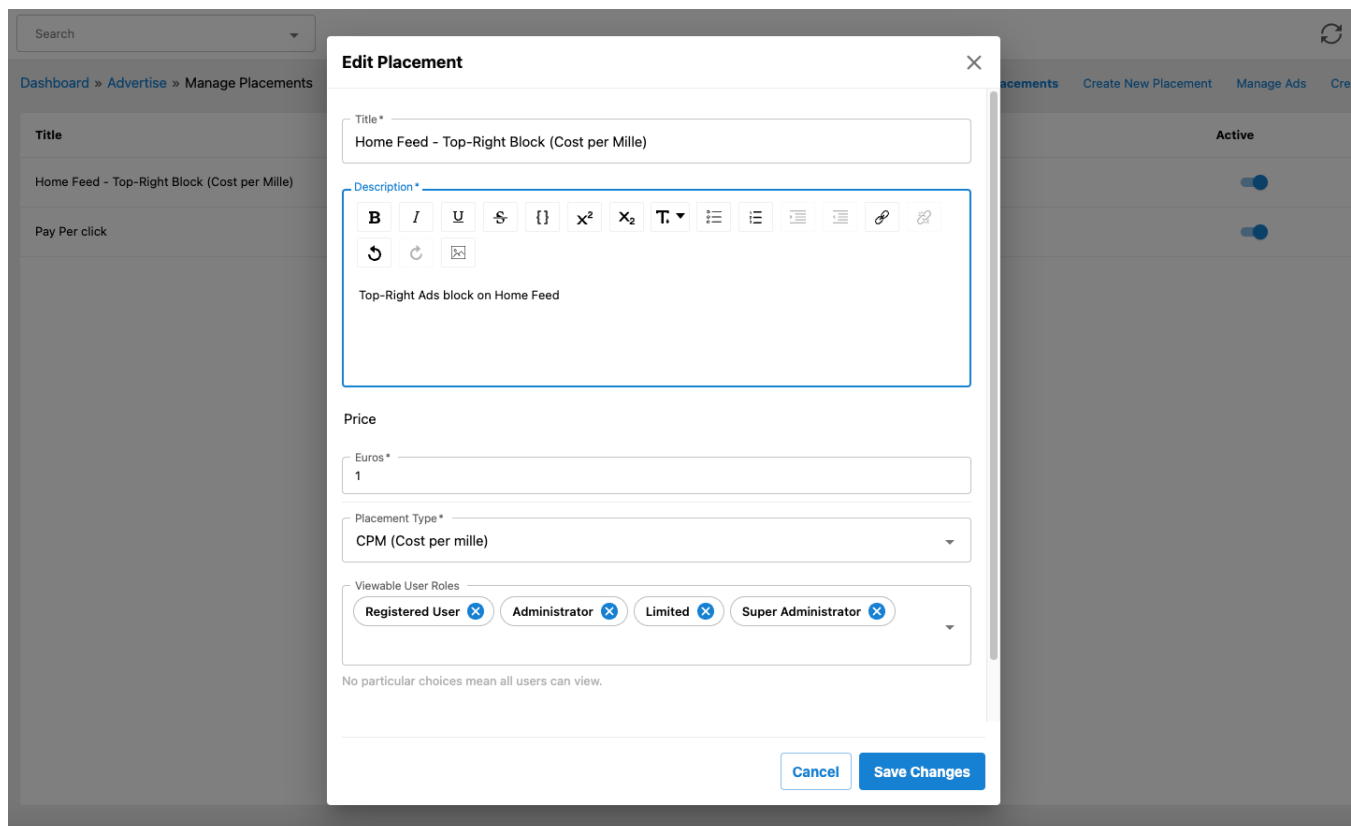 Search
Edit Placement
Dashboard » Advertise » Manage Placements
acements Create New Placement Manage Ads Cre
Title
Active
Home Feed - Top-Right Block (Cost per Mille)
Pay Per click
Title *
Home Feed - Top-Right Block (Cost per Mille)
Description *
B I U S {} x² X₂ T.
Top-Right Ads block on Home Feed
Price
Euros *
1
Placement Type *
CPM (Cost per mille)
Viewable User Roles
Registered User Administrator Limited Super Administrator
No particular choices mean all users can view.
Cancel Save Changes